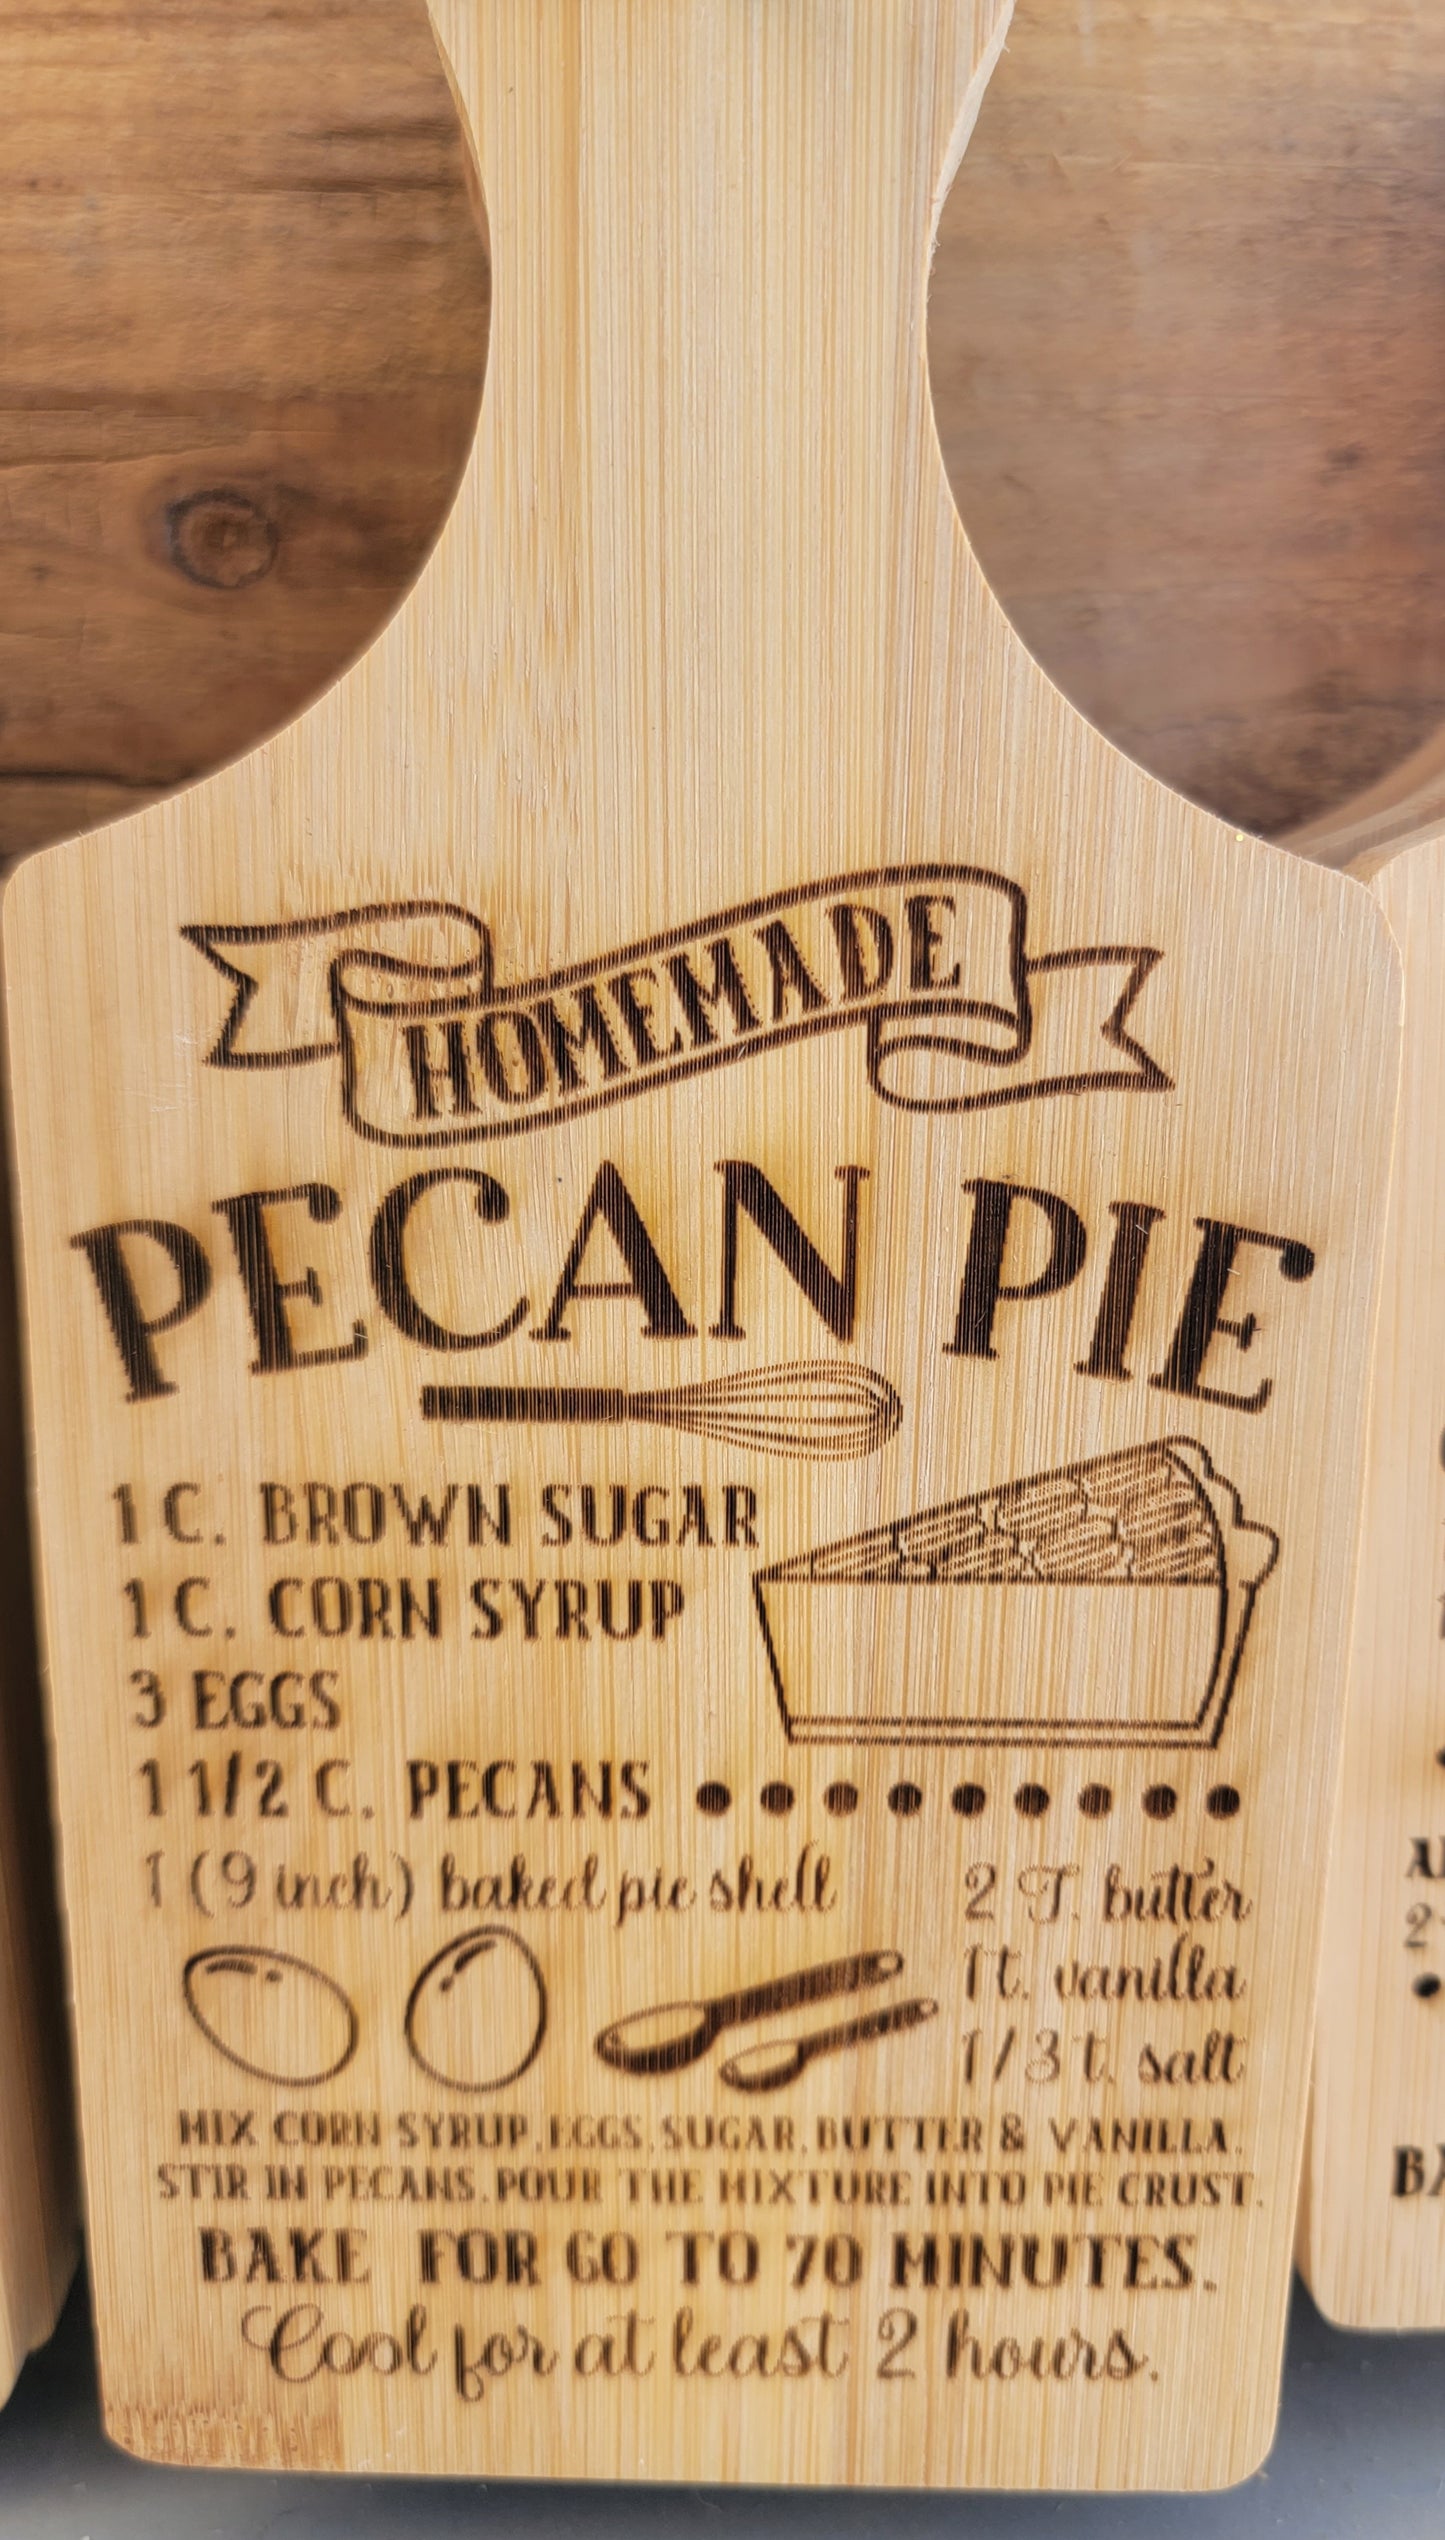 HOMEMADE
PECAN PIE
1 C. BROWN SUGAR
1 C. CORN SYRUP
3 EGGS
1 1/2 C. PECANS
1 (9 inch) baked pie shell
2 T. butter
1 t. vanilla
1/3 t. salt
MIX CORN SYRUP, EGGS, SUGAR, BUTTER & VANILLA.
STIR IN PECANS. POUR THE MIXTURE INTO PIE CRUST.
BAKE FOR 60 TO 70 MINUTES.
Cool for at least 2 hours.